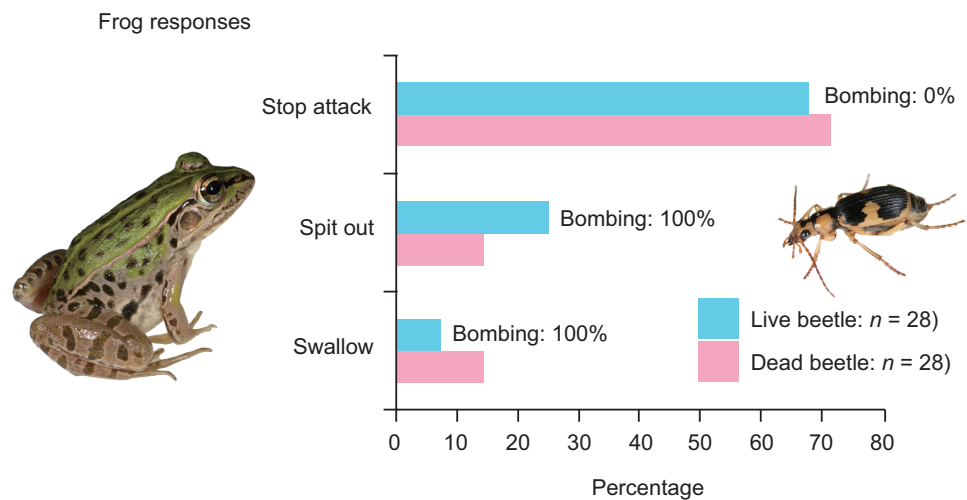 Frog responses
Stop attack
Bombing: 0%
Spit out
Bombing: 100%
Swallow
Bombing: 100%
Live beetle: n = 28)
Dead beetle: n = 28)
0 10 20 30 40 50 60 70 80
Percentage